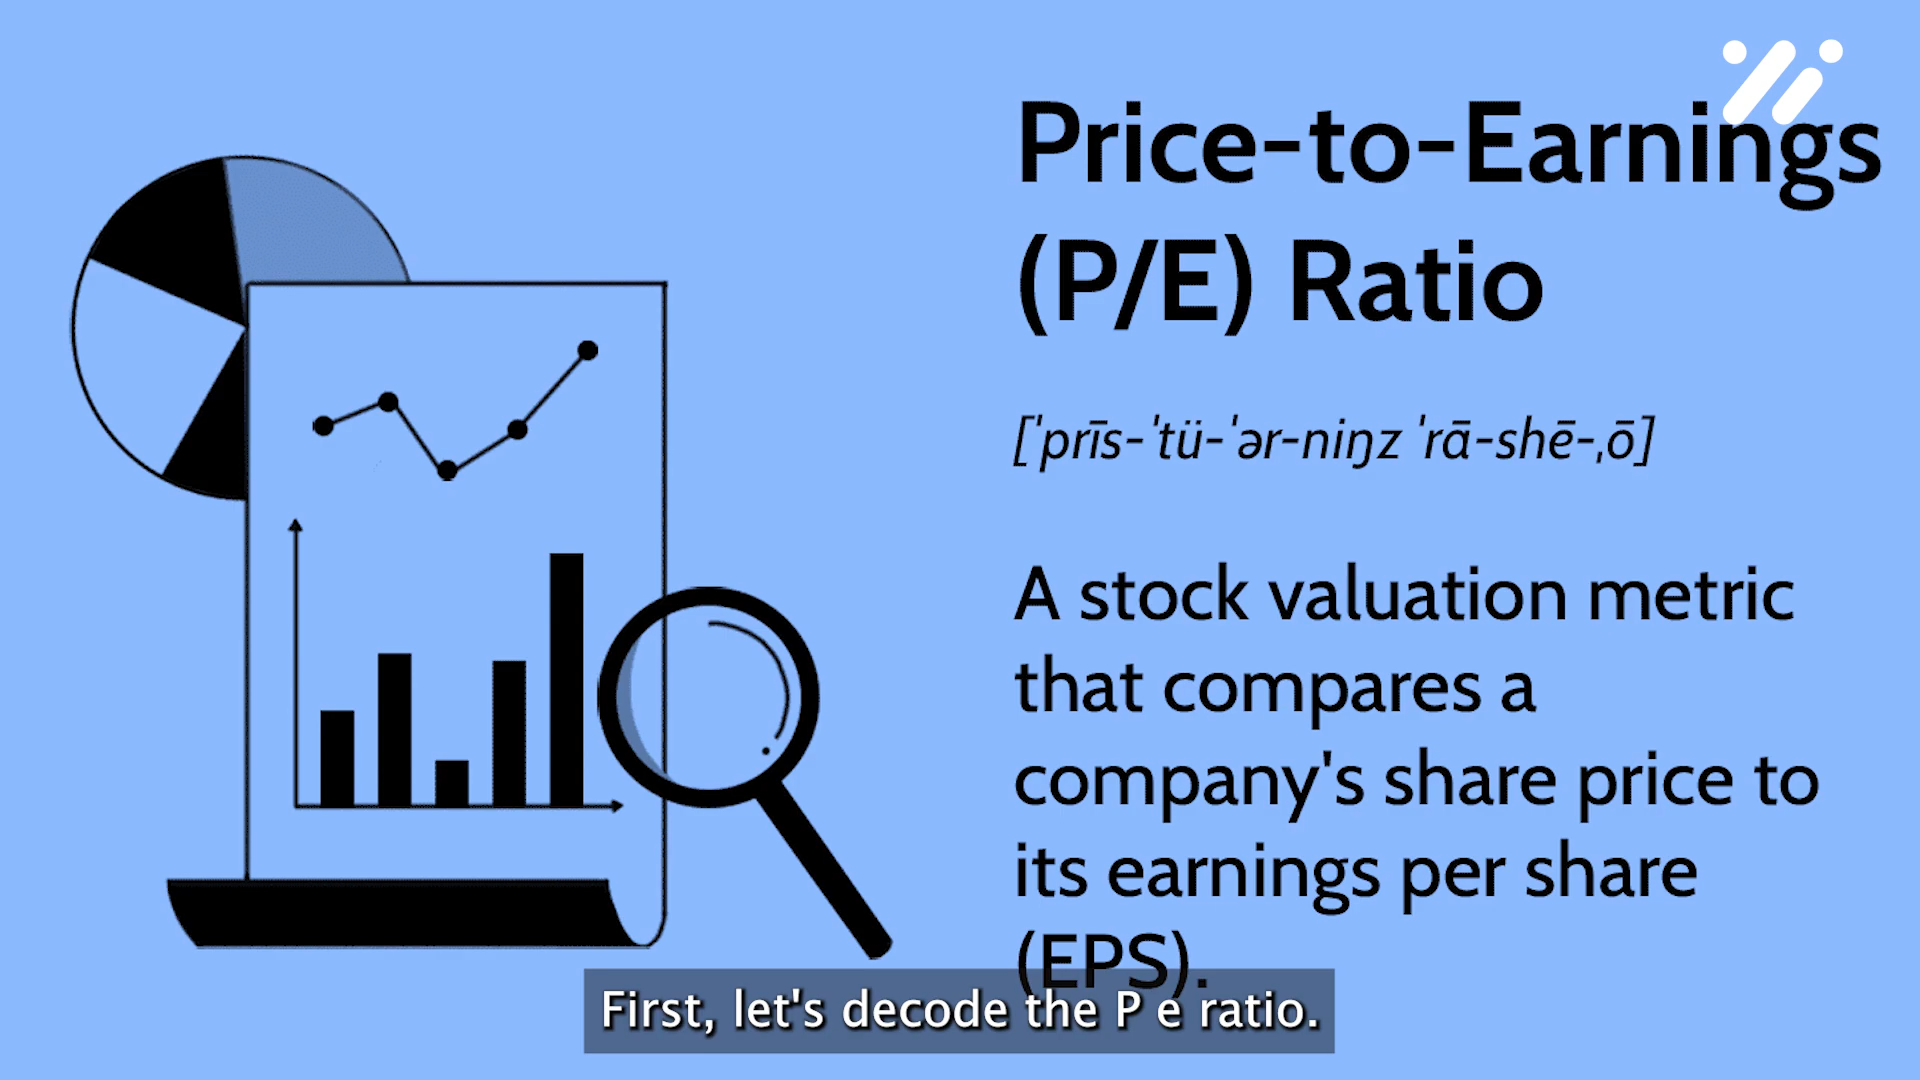 Price-to-Earnings
(P/E) Ratio
[ˈprīs-ˈtü-ˈər-niŋz ˈrā-shē-ˌō]
A stock valuation metric
that compares a
company's share price to
its earnings per share
(EPS).
First, let's decode the P e ratio.